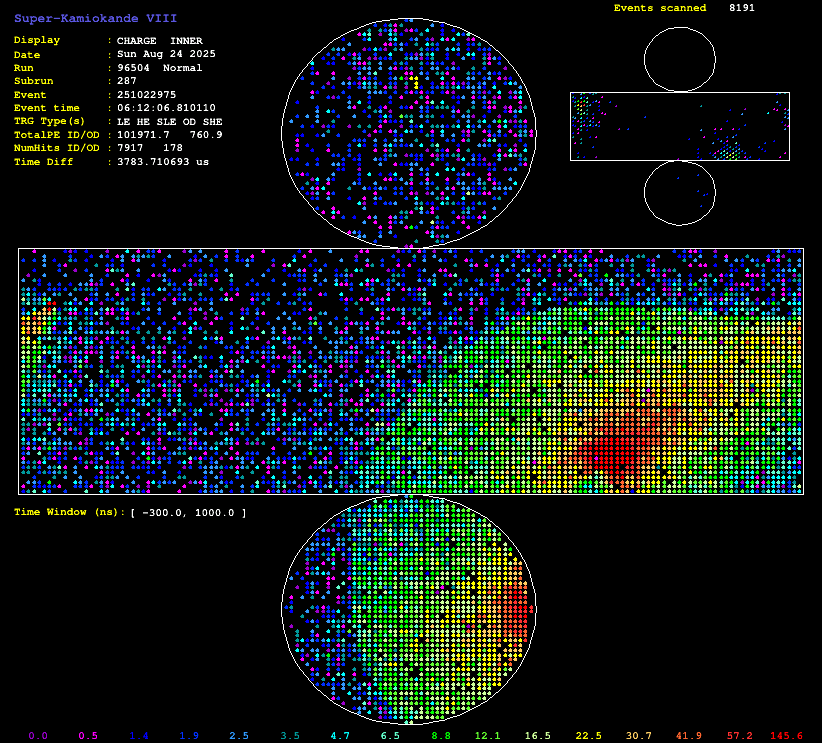 Super-Kamiokande VIII
Events scanned 8191
Display : CHARGE INNER
Date : Sun Aug 24 2025
Run : 96504 Normal
Subrun : 287
Event : 251022975
Event time : 06:12:06.810110
TRG Type(s) : LE HE SLE OD SHE
TotalPE ID/OD : 101971.7 760.9
NumHits ID/OD : 7917 178
Time Diff : 3783.710693 us
Time Window (ns): [ -300.0, 1000.0 ]
0.0 0.5 1.4 1.9 2.5 3.5 4.7 6.5 8.8 12.1 16.5 22.5 30.7 41.9 57.2 145.6